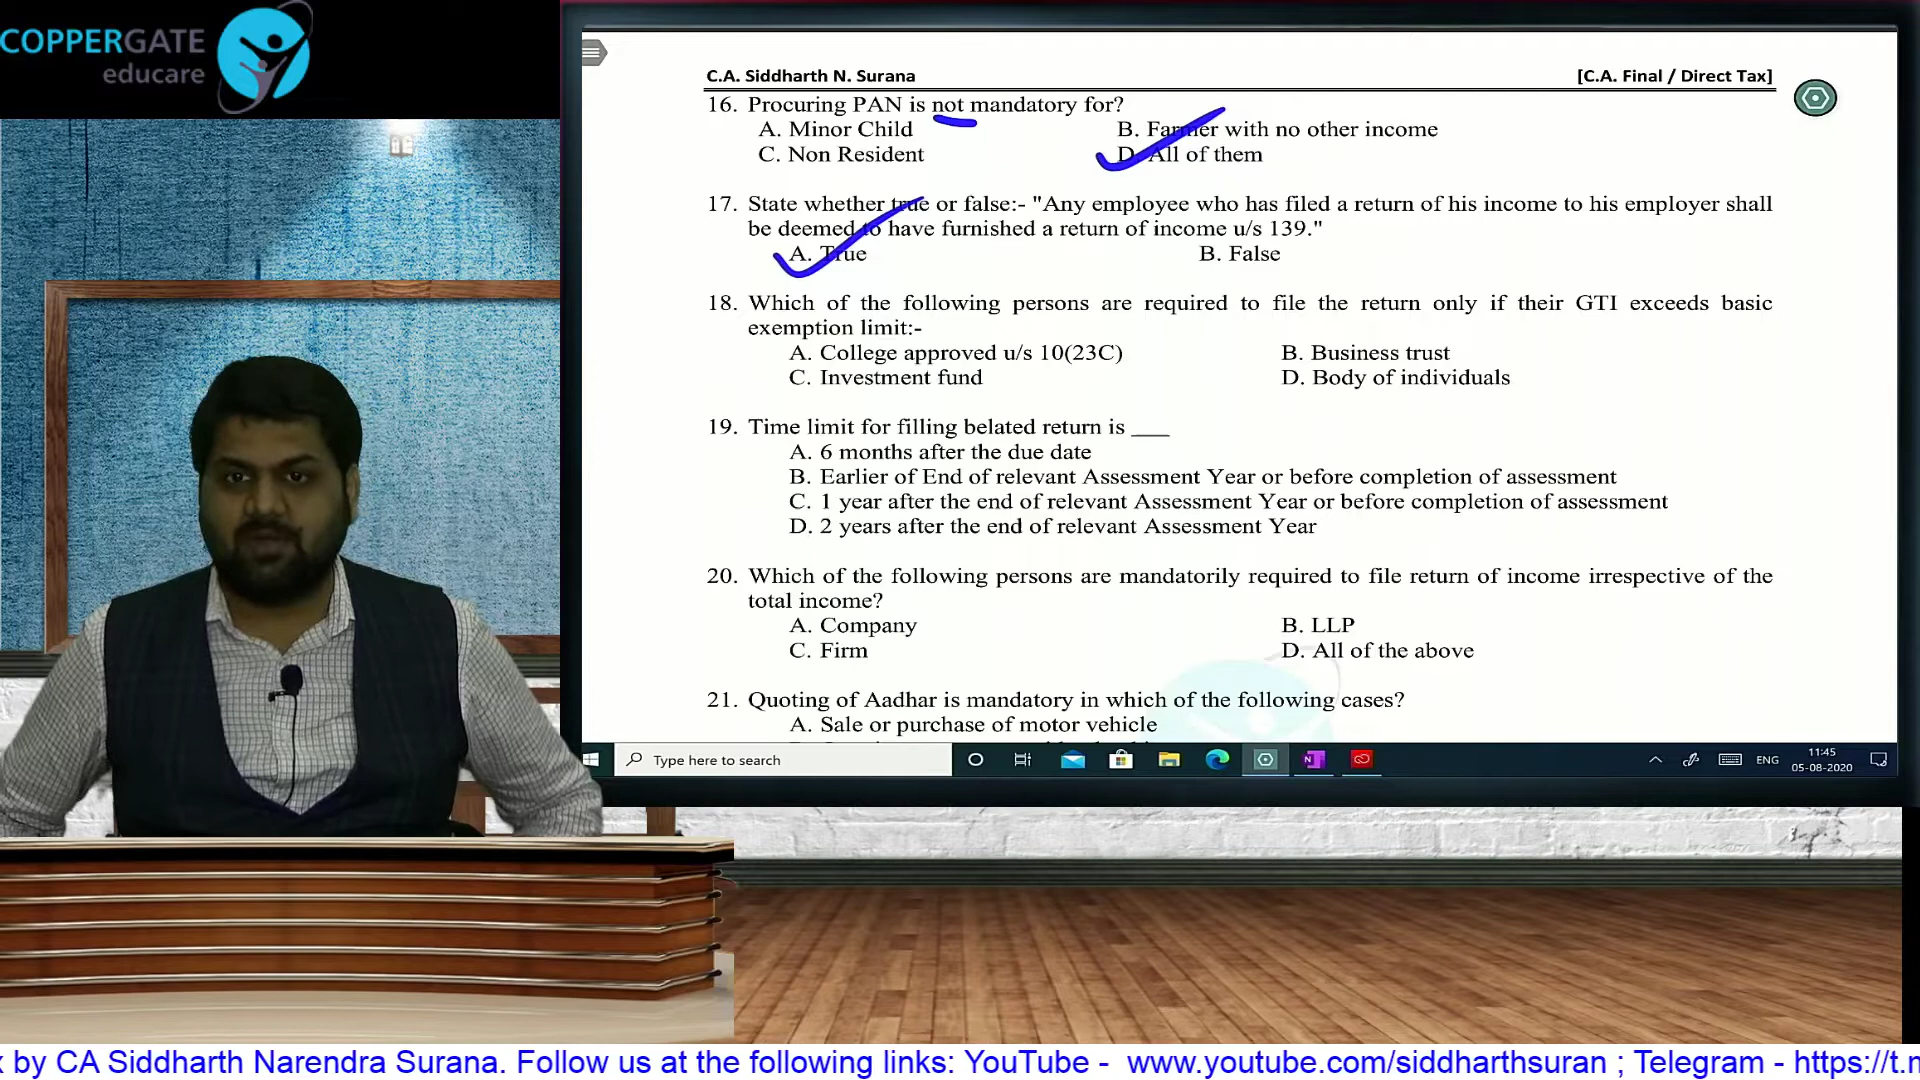 COPPERGATE
educare
C.A. Siddharth N. Surana [C.A. Final / Direct Tax]
16. Procuring PAN is not mandatory for?
A. Minor Child B. Farmer with no other income
C. Non Resident D. All of them
17. State whether true or false:- "Any employee who has filed a return of his income to his employer shall
be deemed to have furnished a return of income u/s 139."
A. True B. False
18. Which of the following persons are required to file the return only if their GTI exceeds basic
exemption limit:-
A. College approved u/s 10(23C) B. Business trust
C. Investment fund D. Body of individuals
19. Time limit for filling belated return is ___
A. 6 months after the due date
B. Earlier of End of relevant Assessment Year or before completion of assessment
C. 1 year after the end of relevant Assessment Year or before completion of assessment
D. 2 years after the end of relevant Assessment Year
20. Which of the following persons are mandatorily required to file return of income irrespective of the
total income?
A. Company B. LLP
C. Firm D. All of the above
21. Quoting of Aadhar is mandatory in which of the following cases?
A. Sale or purchase of motor vehicle
Type here to search
ENG
11:45
05-08-2020
x by CA Siddharth Narendra Surana. Follow us at the following links: YouTube - www.youtube.com/siddharthsuran ; Telegram - https://t.m